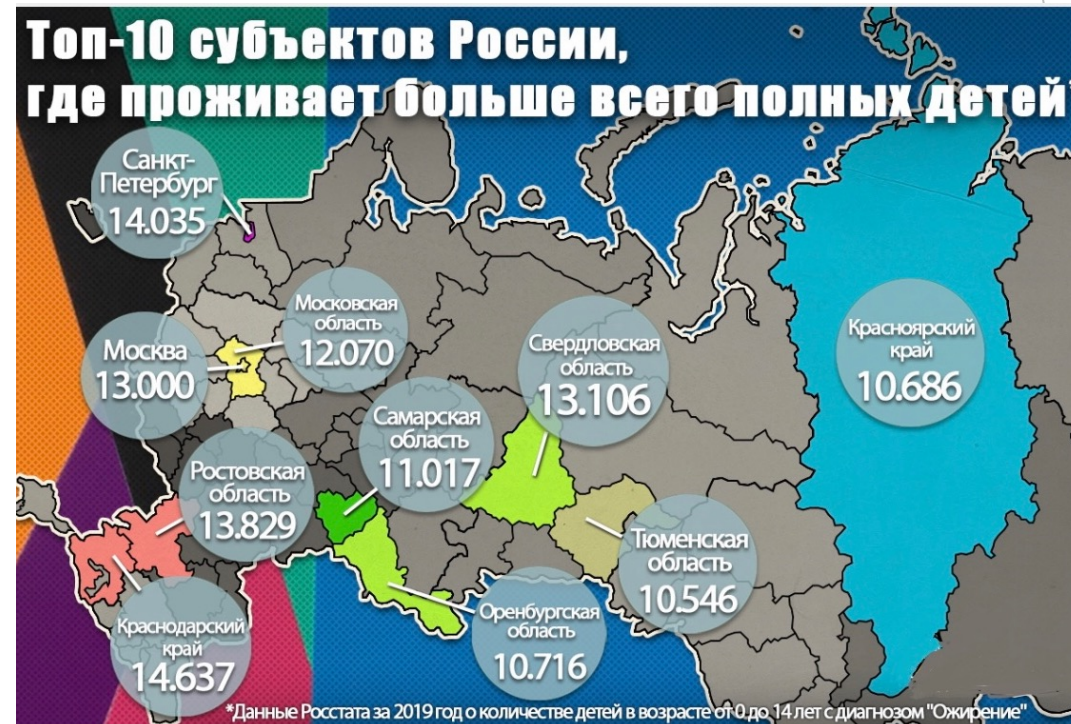 Топ-10 субъектов России,
где проживает больше всего полных детей*
Санкт-
Петербург
14.035
Московская
область
12.070
Москва
13.000
Свердловская
область
13.106
Красноярский
край
10.686
Самарская
область
11.017
Ростовская
область
13.829
Тюменская
область
10.546
Краснодарский
край
14.637
Оренбургская
область
10.716
*Данные Росстата за 2019 год о количестве детей в возрасте от 0 до 14 лет с диагнозом "Ожирение"